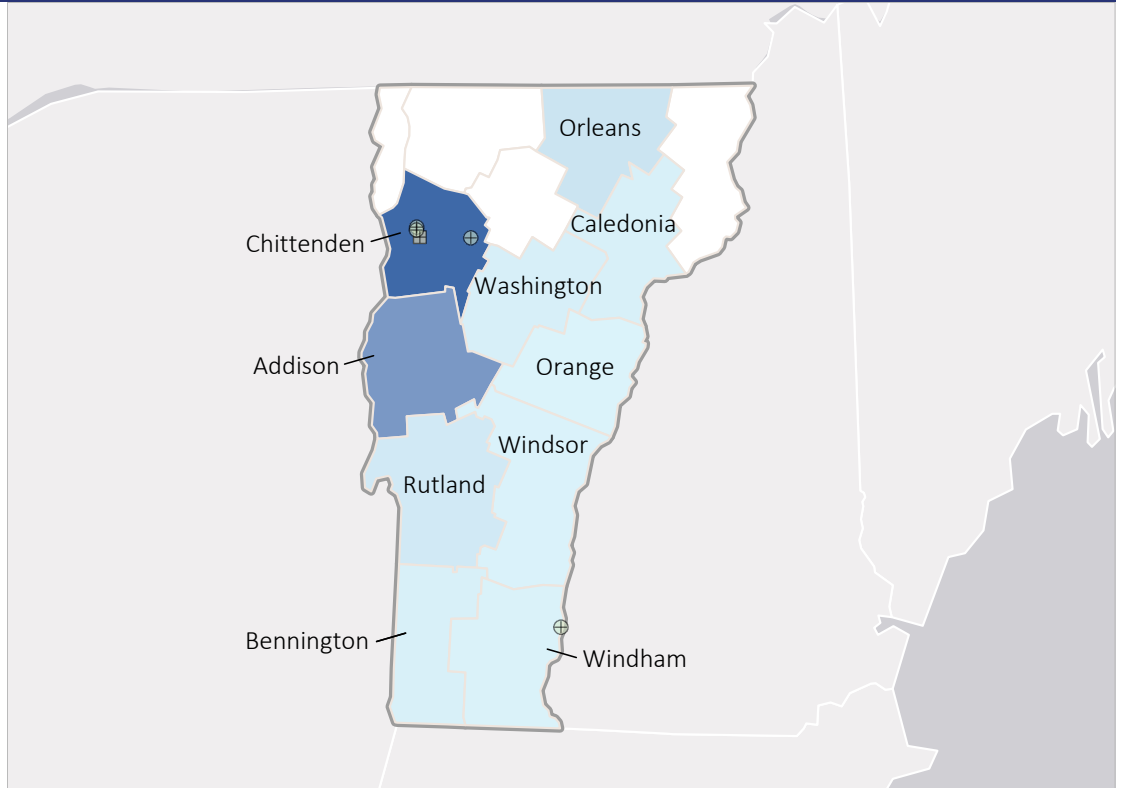 Orleans
Caledonia
Chittenden
Washington
Addison
Orange
Windsor
Rutland
Bennington
Windham